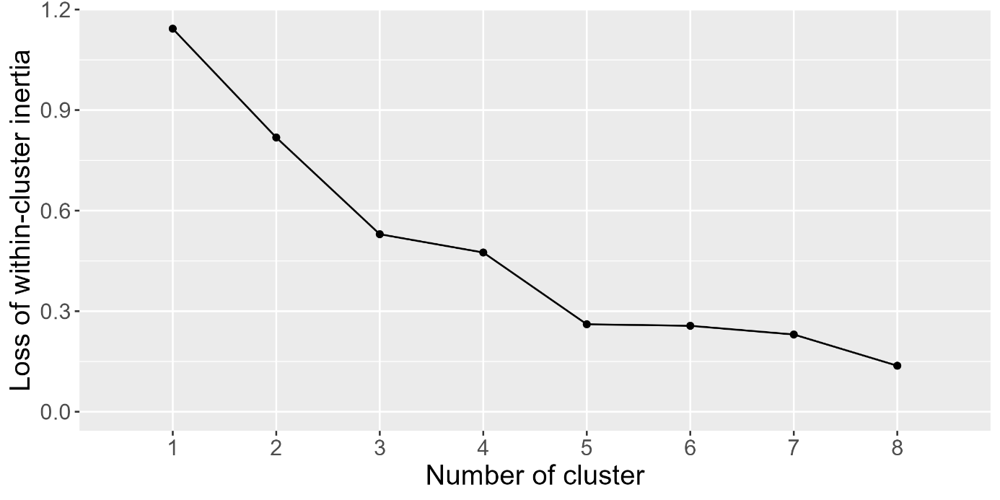 Loss of within-cluster inertia
1.2
0.9
0.6
0.3
0.0
1 2 3 4 5 6 7 8
Number of cluster